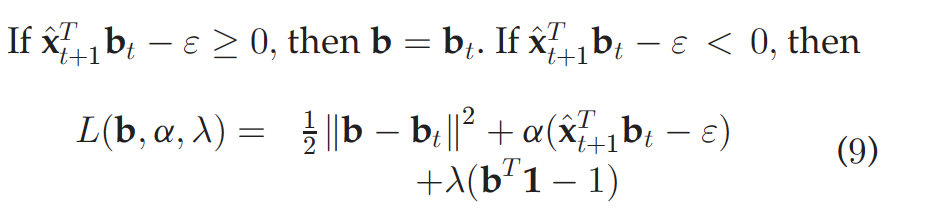 If x̂ᵀₜ₊₁bₜ − ε ≥ 0, then b = bₜ. If x̂ᵀₜ₊₁bₜ − ε < 0, then
L(b, α, λ) = ½‖b − bₜ‖² + α(x̂ᵀₜ₊₁bₜ − ε)
+λ(bᵀ1 − 1) (9)